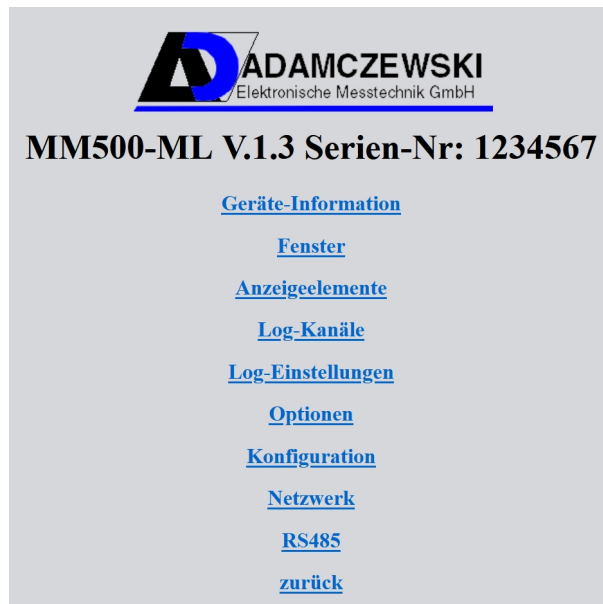 ADAMCZEWSKI
Elektronische Messtechnik GmbH
MM500-ML V.1.3 Serien-Nr: 1234567
Geräte-Information
Fenster
Anzeigeelemente
Log-Kanäle
Log-Einstellungen
Optionen
Konfiguration
Netzwerk
RS485
zurück